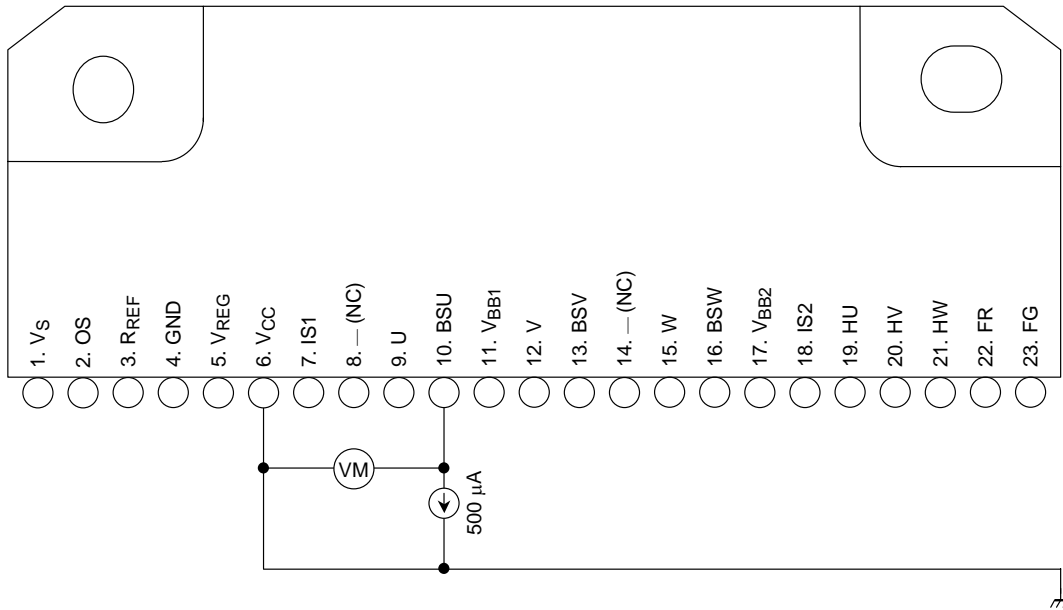 1. VS
2. OS
3. RREF
4. GND
5. VREG
6. VCC
7. IS1
8. — (NC)
9. U
10. BSU
11. VBB1
12. V
13. BSV
14. — (NC)
15. W
16. BSW
17. VBB2
18. IS2
19. HU
20. HV
21. HW
22. FR
23. FG
VM
500 μA